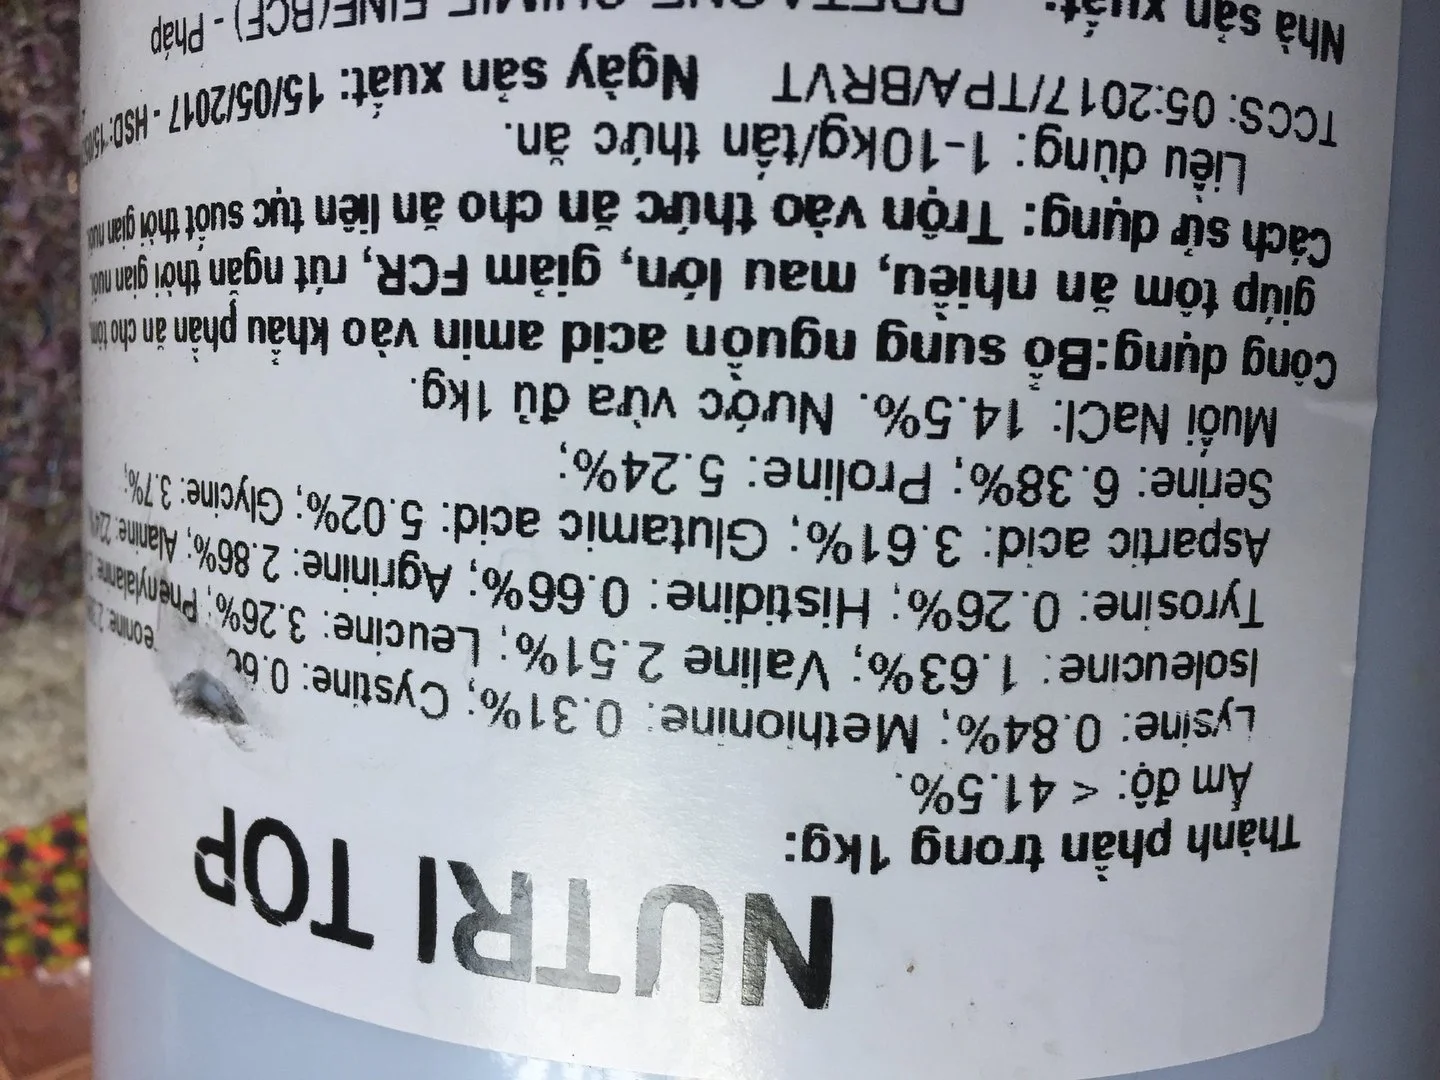 NUTRI TOP
Thành phần trong 1kg:
Ẩm độ: < 41.5%.
Lysine: 0.84%; Methionine: 0.31%; Cystine: 0.6
Isoleucine: 1.63%; Valine 2.51%; Leucine: 3.26%; Phenylalanine:
Tyrosine: 0.26%; Histidine: 0.66%; Agrinine: 2.86%; Alanine:
Aspartic acid: 3.61%; Glutamic acid: 5.02%; Glycine: 3.7%;
Serine: 6.38%; Proline: 5.24%;
Muối NaCl: 14.5%. Nước vừa đủ 1kg.
Công dụng:Bổ sung nguồn acid amin vào khẩu phần ăn cho tôm,
giúp tôm ăn nhiều, mau lớn, giảm FCR, rút ngắn thời gian nuôi.
Cách sử dụng: Trộn vào thức ăn cho ăn liên tục suốt thời gian nuôi.
Liều dùng: 1-10kg/tấn thức ăn.
TCCS: 05:2017/TPA/BRVT Ngày sản xuất: 15/05/2017 - HSD:
Nhà sản xuất: BRETAGNE CHIMIE FINE(BCF) - Pháp